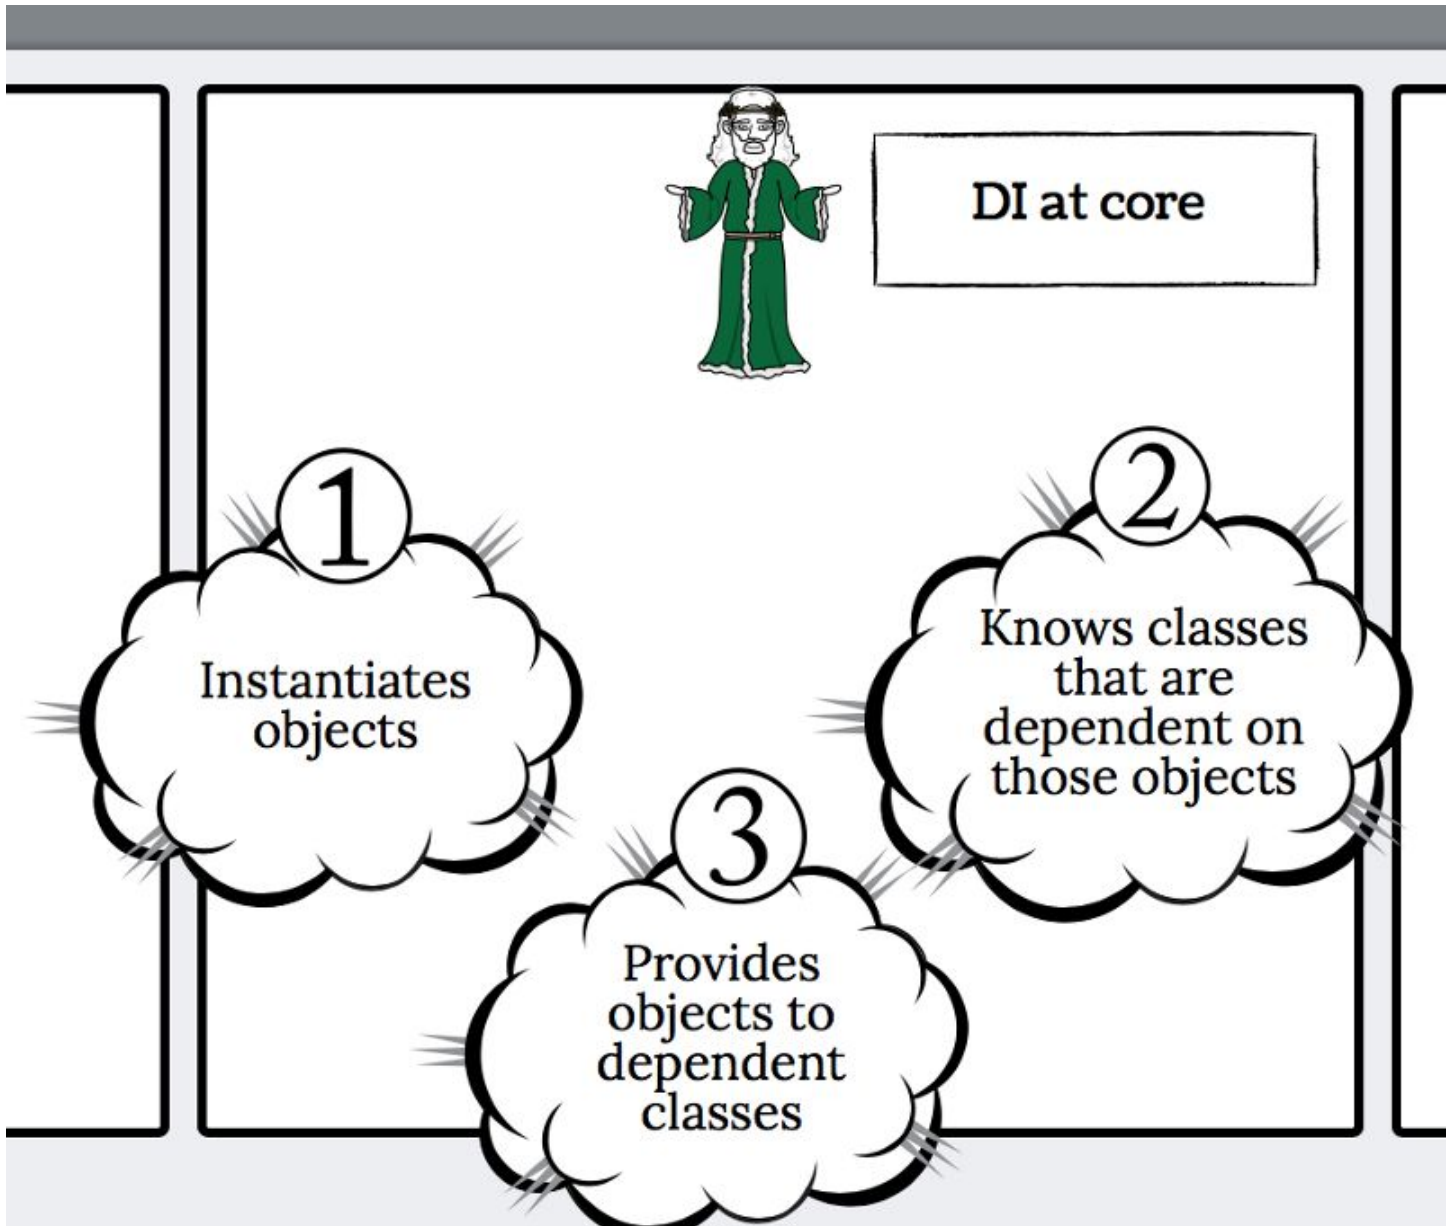 DI at core
1
Instantiates
objects
2
Knows classes
that are
dependent on
those objects
3
Provides
objects to
dependent
classes